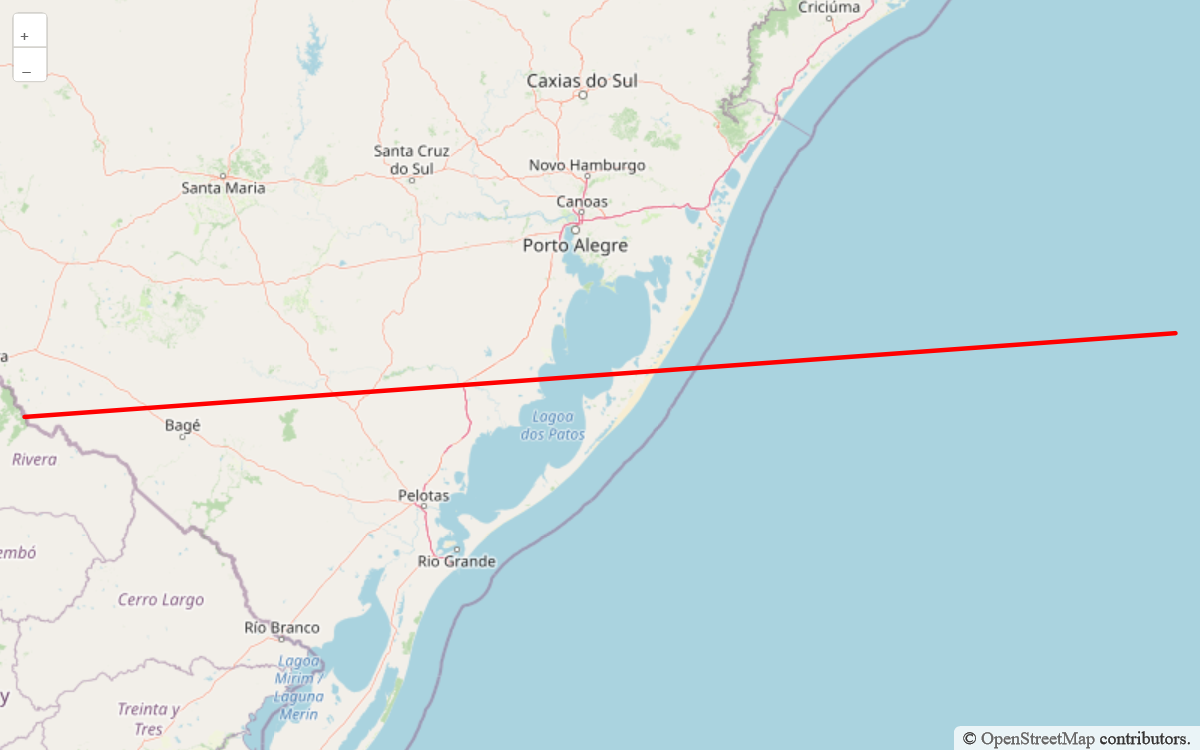 Criciúma
+
–
Caxias do Sul
Santa Cruz
do Sul
Novo Hamburgo
Santa Maria
Canoas
Porto Alegre
a
Bagé
Lagoa
dos Patos
Rivera
Pelotas
embó
Rio Grande
Cerro Largo
Río Branco
Lagoa
Mirim /
Laguna
Merín
y
Treinta y
Tres
© OpenStreetMap contributors.